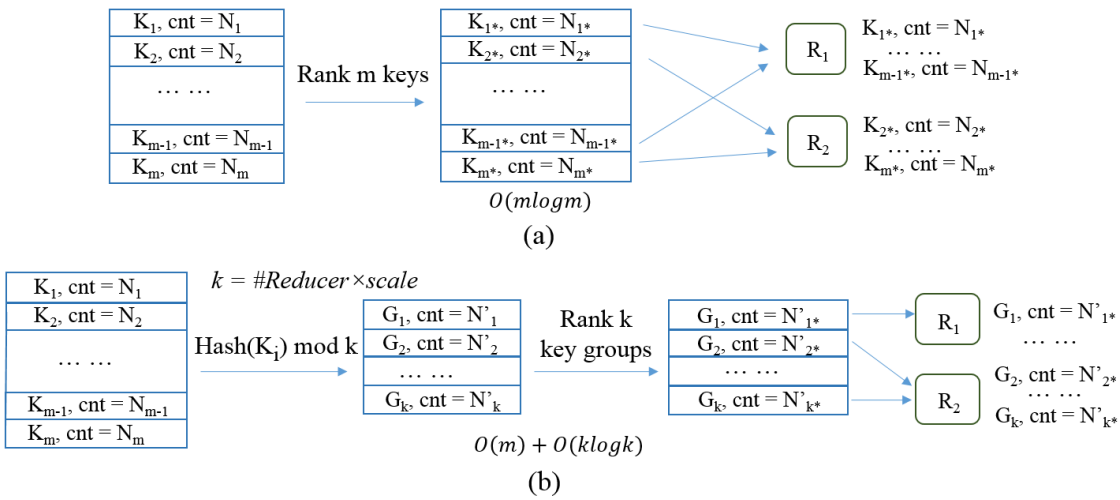 K1, cnt = N1
K2, cnt = N2
... ...
Km-1, cnt = Nm-1
Km, cnt = Nm
Rank m keys
K1*, cnt = N1*
K2*, cnt = N2*
... ...
Km-1*, cnt = Nm-1*
Km*, cnt = Nm*
O(mlogm)
R1
K1*, cnt = N1*
... ...
Km-1*, cnt = Nm-1*
R2
K2*, cnt = N2*
... ...
Km*, cnt = Nm*
(a)
K1, cnt = N1
K2, cnt = N2
... ...
Km-1, cnt = Nm-1
Km, cnt = Nm
k = #Reducer×scale
Hash(Ki) mod k
G1, cnt = N'1
G2, cnt = N'2
... ...
Gk, cnt = N'k
Rank k
key groups
G1, cnt = N'1*
G2, cnt = N'2*
... ...
Gk, cnt = N'k*
O(m) + O(klogk)
R1
G1, cnt = N'1*
... ...
R2
G2, cnt = N'2*
... ...
Gk, cnt = N'k*
(b)